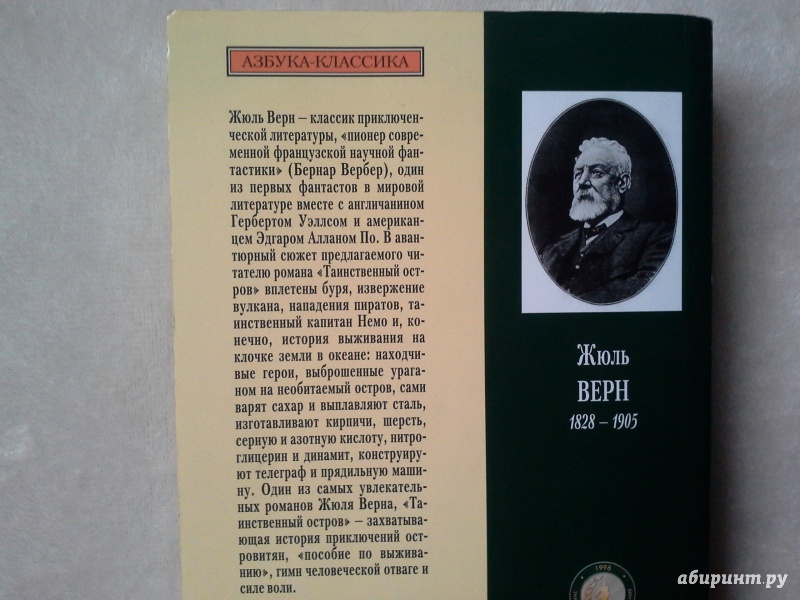 АЗБУКА-КЛАССИКА
Жюль Верн – классик приключен-
ческой литературы, «пионер совре-
менной французской научной фан-
тастики» (Бернар Вербер), один
из первых фантастов в мировой
литературе вместе с англичанином
Гербертом Уэллсом и американ-
цем Эдгаром Алланом По. В аван-
тюрный сюжет предлагаемого чи-
тателю романа «Таинственный ост-
ров» вплетены буря, извержение
вулкана, нападения пиратов, та-
инственный капитан Немо и, ко-
нечно, история выживания на
клочке земли в океане: находчи-
вые герои, выброшенные урага-
ном на необитаемый остров, сами
варят сахар и выплавляют сталь,
изготавливают кирпичи, шерсть,
серную и азотную кислоту, нитро-
глицерин и динамит, конструиру-
ют телеграф и прядильную маши-
ну. Один из самых увлекатель-
ных романов Жюля Верна, «Та-
инственный остров» – захватыва-
ющая история приключений ост-
ровитян, «пособие по выжива-
нию», гимн человеческой отваге и
силе воли.
Жюль
ВЕРН
1828 – 1905
1998
абиринт.ру